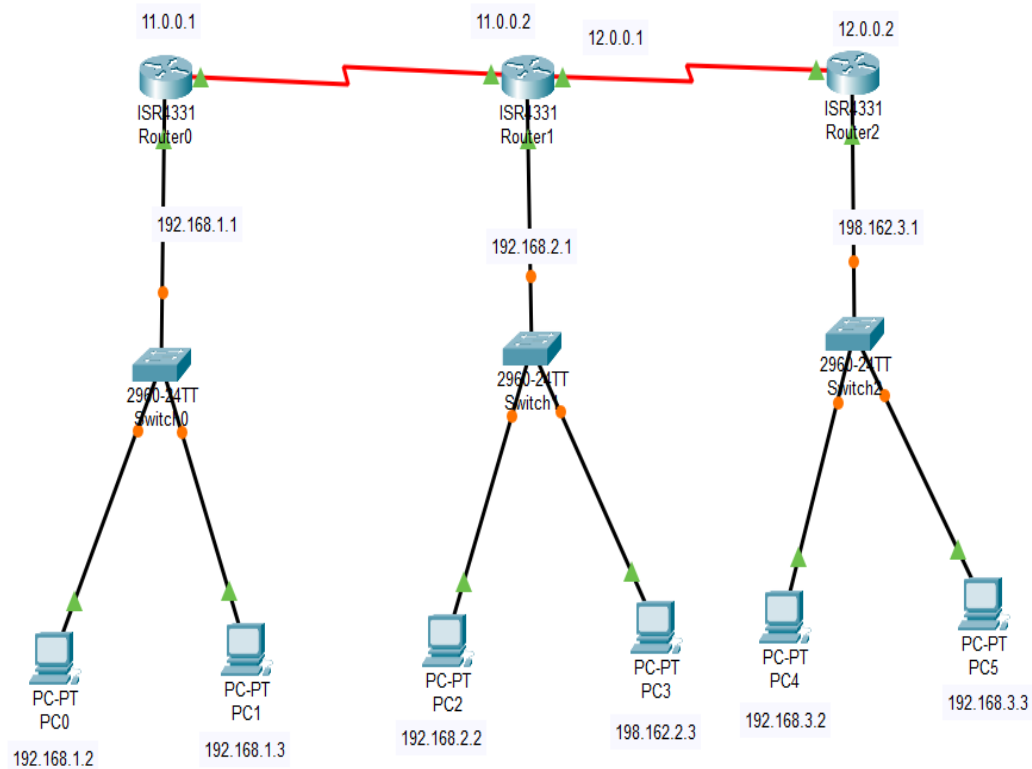 11.0.0.1
11.0.0.2
12.0.0.1
12.0.0.2
ISR4331
Router0
ISR4331
Router1
ISR4331
Router2
192.168.1.1
192.168.2.1
198.162.3.1
2960-24TT
Switch0
2960-24TT
Switch1
2960-24TT
Switch2
PC-PT
PC0
PC-PT
PC1
PC-PT
PC2
PC-PT
PC3
PC-PT
PC4
PC-PT
PC5
192.168.1.2
192.168.1.3
192.168.2.2
198.162.2.3
192.168.3.2
192.168.3.3